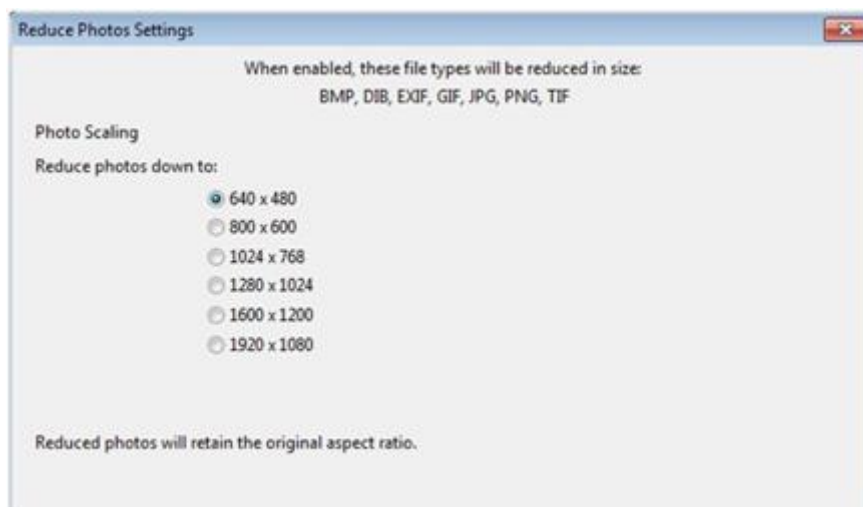 Reduce Photos Settings
When enabled, these file types will be reduced in size:
BMP, DIB, EXIF, GIF, JPG, PNG, TIF
Photo Scaling
Reduce photos down to:
640 x 480
800 x 600
1024 x 768
1280 x 1024
1600 x 1200
1920 x 1080
Reduced photos will retain the original aspect ratio.